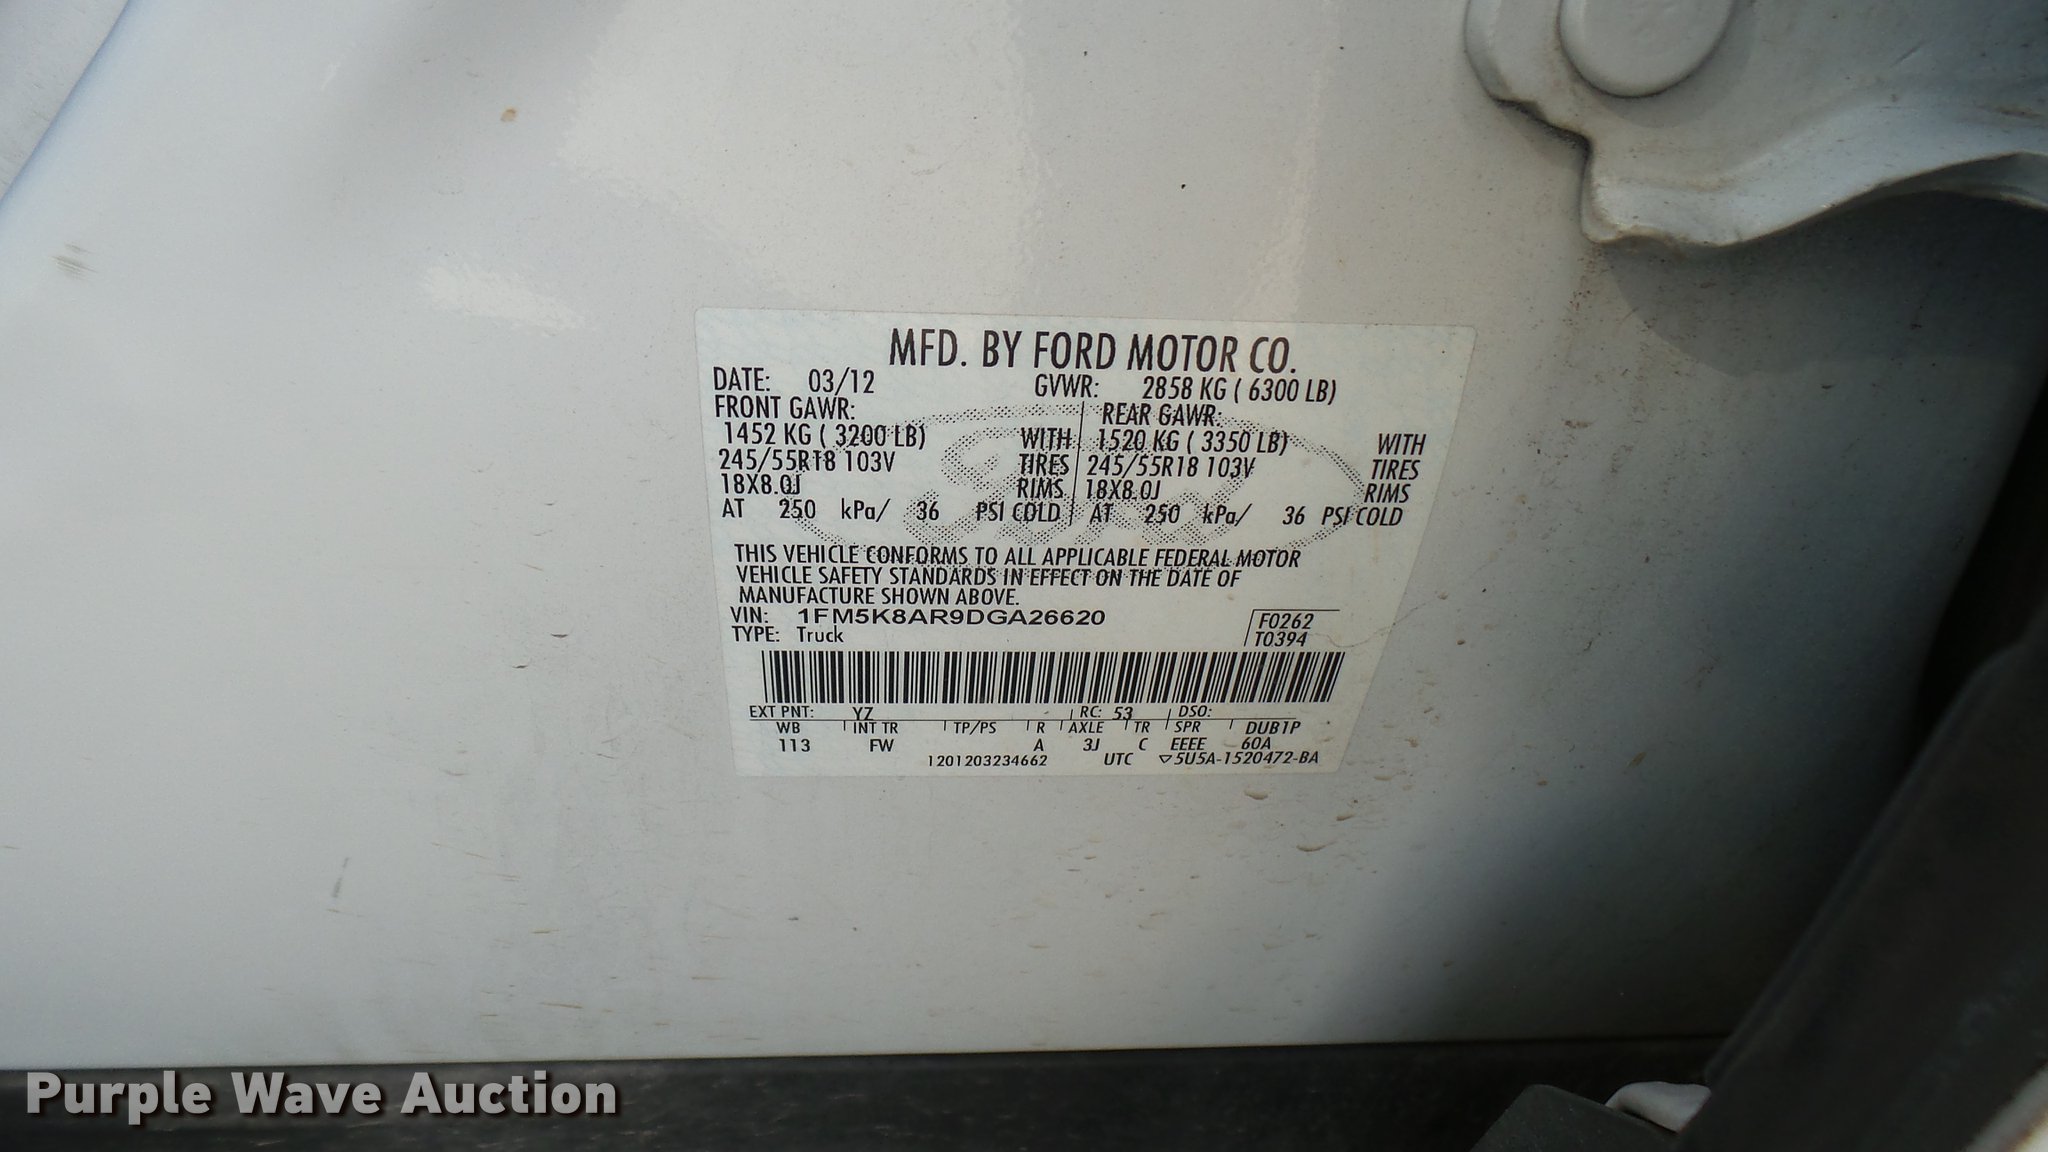 MFD. BY FORD MOTOR CO.
DATE: 03/12 GVWR: 2858 KG ( 6300 LB)
FRONT GAWR: REAR GAWR:
1452 KG ( 3200 LB) WITH 1520 KG ( 3350 LB) WITH
245/55R18 103V TIRES 245/55R18 103V TIRES
18X8.0J RIMS 18X8.0J RIMS
AT 250 kPa/ 36 PSI COLD AT 250 kPa/ 36 PSI COLD
Ford
THIS VEHICLE CONFORMS TO ALL APPLICABLE FEDERAL MOTOR
VEHICLE SAFETY STANDARDS IN EFFECT ON THE DATE OF
MANUFACTURE SHOWN ABOVE.
VIN: 1FM5K8AR9DGA26620 F0262
TYPE: Truck T0394
EXT PNT: YZ RC: 53 DSO:
WB INT TR TP/PS R AXLE TR SPR DUB1P
113 FW A 3J C EEEE 60A
1201203234662 UTC ▽5U5A-1520472-BA
Purple Wave Auction